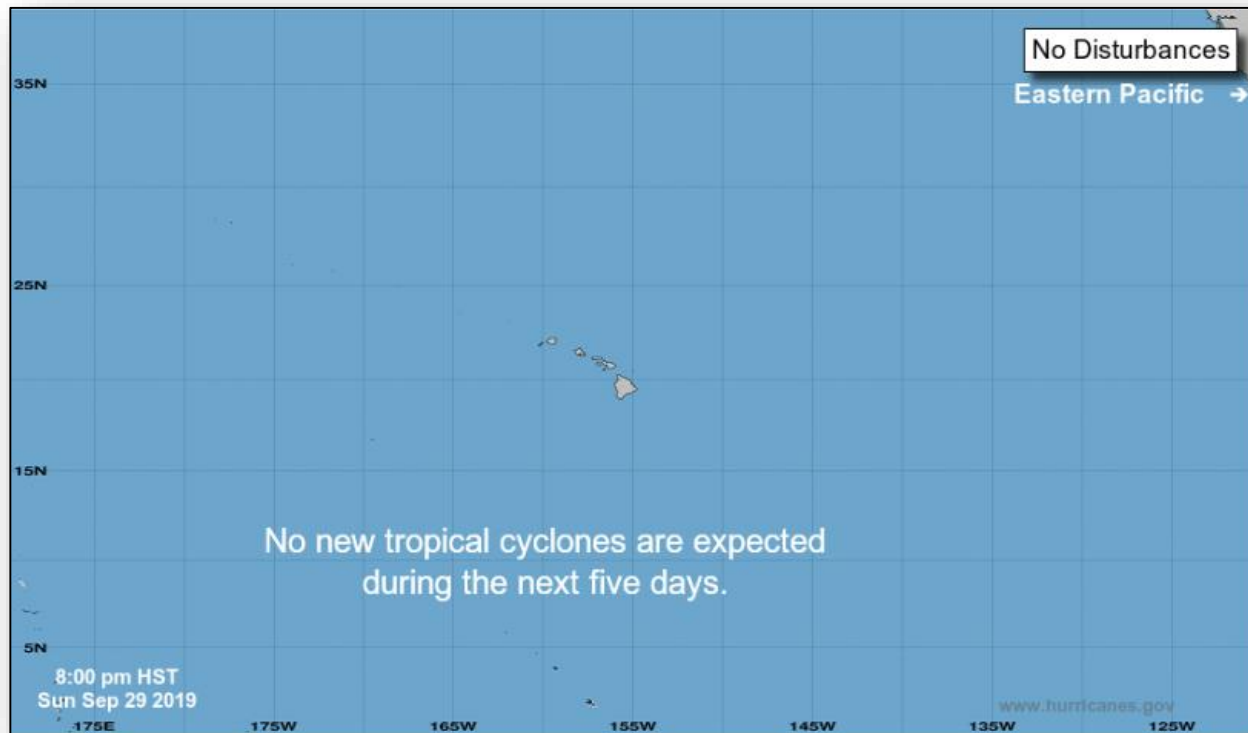 No Disturbances
35N
Eastern Pacific →
25N
15N
No new tropical cyclones are expected
during the next five days.
5N
8:00 pm HST
Sun Sep 29 2019
www.hurricanes.gov
175E 175W 165W 155W 145W 135W 125W